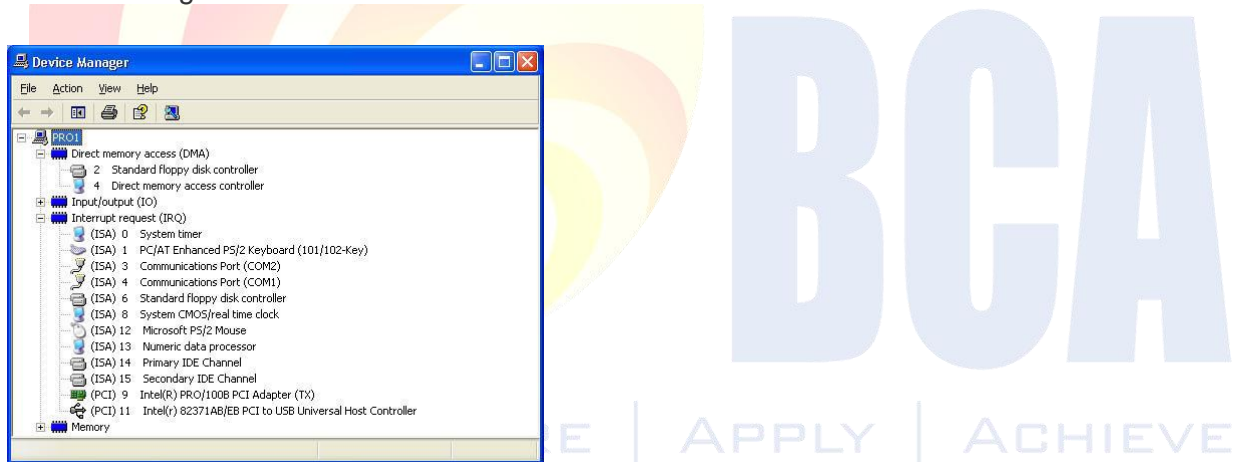 Device Manager
File Action View Help
PRO1
Direct memory access (DMA)
2 Standard floppy disk controller
4 Direct memory access controller
Input/output (IO)
Interrupt request (IRQ)
(ISA) 0 System timer
(ISA) 1 PC/AT Enhanced PS/2 Keyboard (101/102-Key)
(ISA) 3 Communications Port (COM2)
(ISA) 4 Communications Port (COM1)
(ISA) 6 Standard floppy disk controller
(ISA) 8 System CMOS/real time clock
(ISA) 12 Microsoft PS/2 Mouse
(ISA) 13 Numeric data processor
(ISA) 14 Primary IDE Channel
(ISA) 15 Secondary IDE Channel
(PCI) 9 Intel(R) PRO/100B PCI Adapter (TX)
(PCI) 11 Intel(r) 82371AB/EB PCI to USB Universal Host Controller
Memory
BCA
APPLY | ACHIEVE